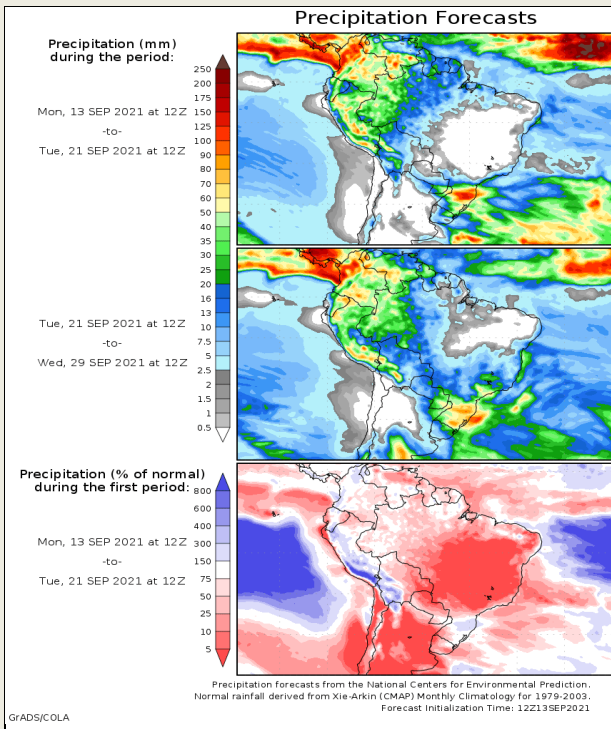 Precipitation Forecasts
Precipitation (mm)
during the period:
Mon, 13 SEP 2021 at 12Z
-to-
Tue, 21 SEP 2021 at 12Z
250
200
175
150
125
100
90
80
70
60
50
40
35
30
25
20
16
13
10
7.5
5
2.5
2
1.5
1
0.5
Tue, 21 SEP 2021 at 12Z
-to-
Wed, 29 SEP 2021 at 12Z
Precipitation (% of normal)
during the first period:
Mon, 13 SEP 2021 at 12Z
-to-
Tue, 21 SEP 2021 at 12Z
800
600
400
300
150
75
50
25
10
5
Precipitation forecasts from the National Centers for Environmental Prediction.
Normal rainfall derived from Xie-Arkin (CMAP) Monthly Climatology for 1979-2003.
Forecast Initialization Time: 12Z13SEP2021
GrADS/COLA